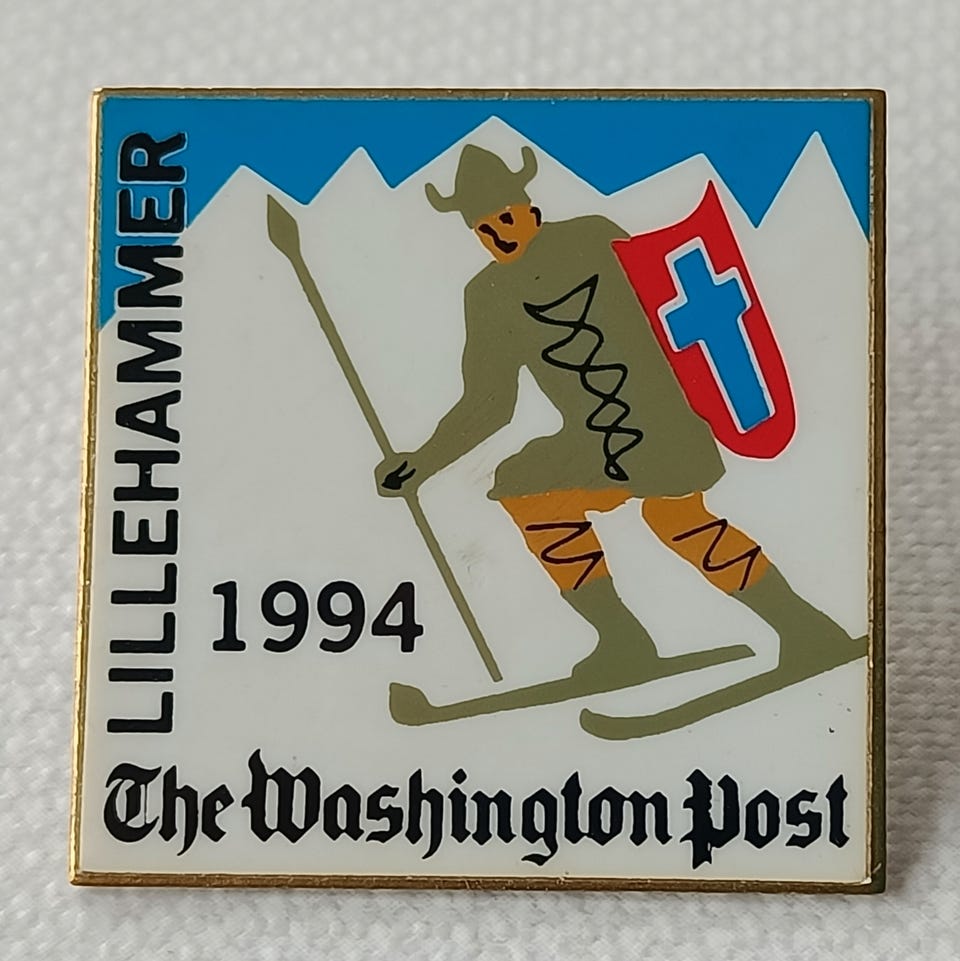 LILLEHAMMER
1994
The Washington Post